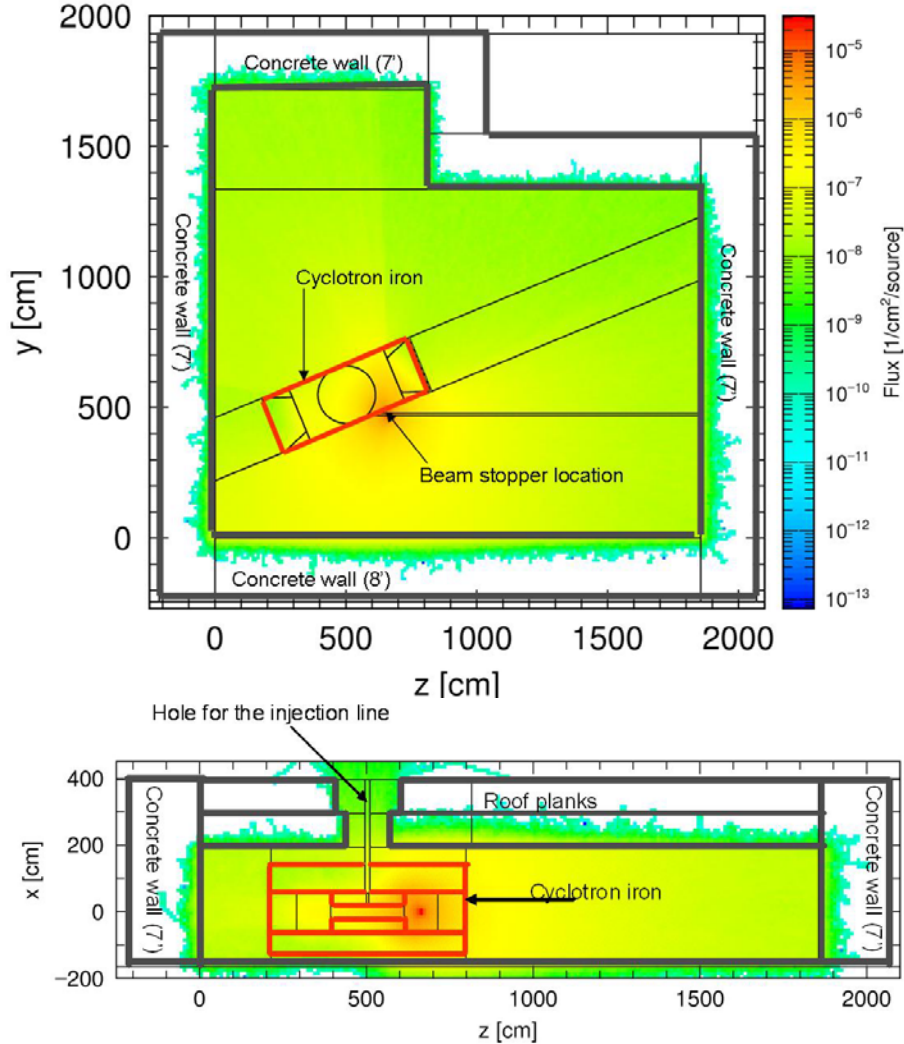 2000
1500
1000
500
0
y [cm]
Concrete wall (7')
Concrete wall (7')
Cyclotron iron
Concrete wall (7')
Beam stopper location
Concrete wall (8')
0
500
1000
1500
2000
z [cm]
10⁻⁵
10⁻⁶
10⁻⁷
10⁻⁸
10⁻⁹
10⁻¹⁰
10⁻¹¹
10⁻¹²
10⁻¹³
Flux [1/cm²/source]
Hole for the injection line
400
200
0
−200
x [cm]
Concrete wall (7')
Roof planks
Cyclotron iron
Concrete wall (7')
0
500
1000
1500
2000
z [cm]